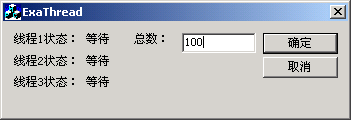 ExaThread
线程1状态： 等待 总数： 100 确定
线程2状态： 等待 取消
线程3状态： 等待